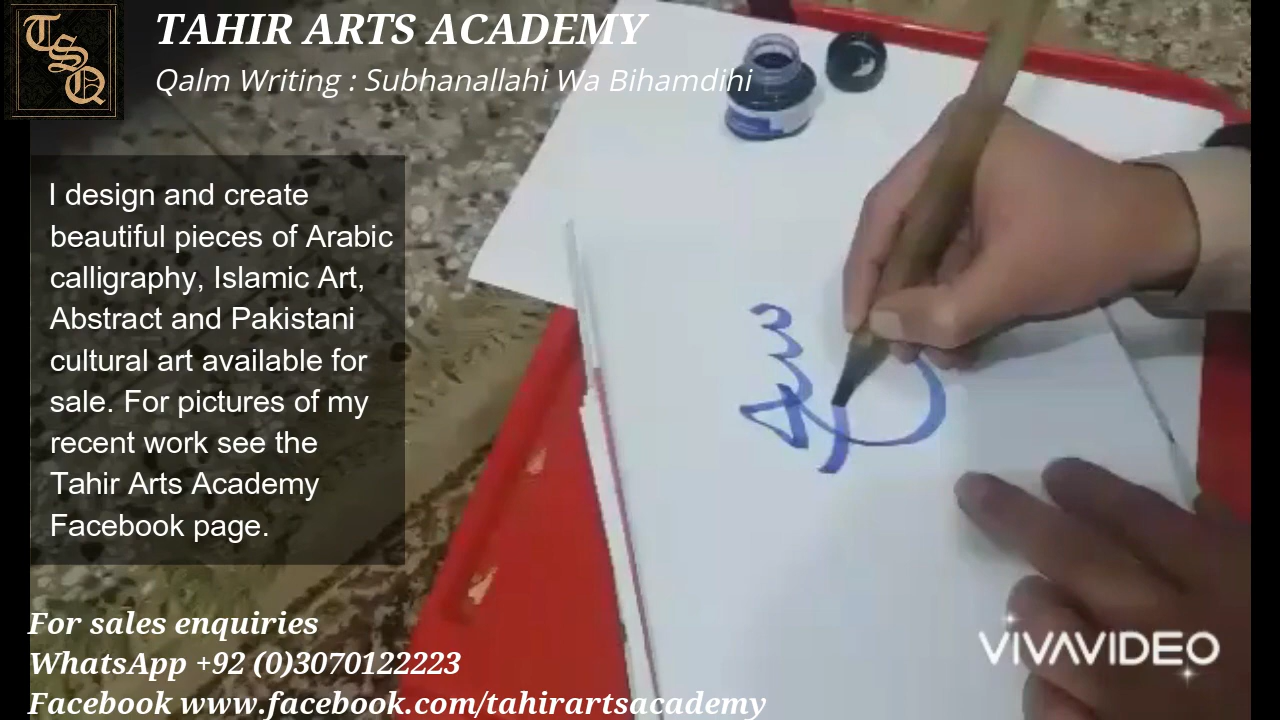 TSQ
TAHIR ARTS ACADEMY
Qalm Writing : Subhanallahi Wa Bihamdihi
I design and create
beautiful pieces of Arabic
calligraphy, Islamic Art,
Abstract and Pakistani
cultural art available for
sale. For pictures of my
recent work see the
Tahir Arts Academy
Facebook page.
For sales enquiries
WhatsApp +92 (0)3070122223
Facebook www.facebook.com/tahirartsacademy
VIVAVIDEO